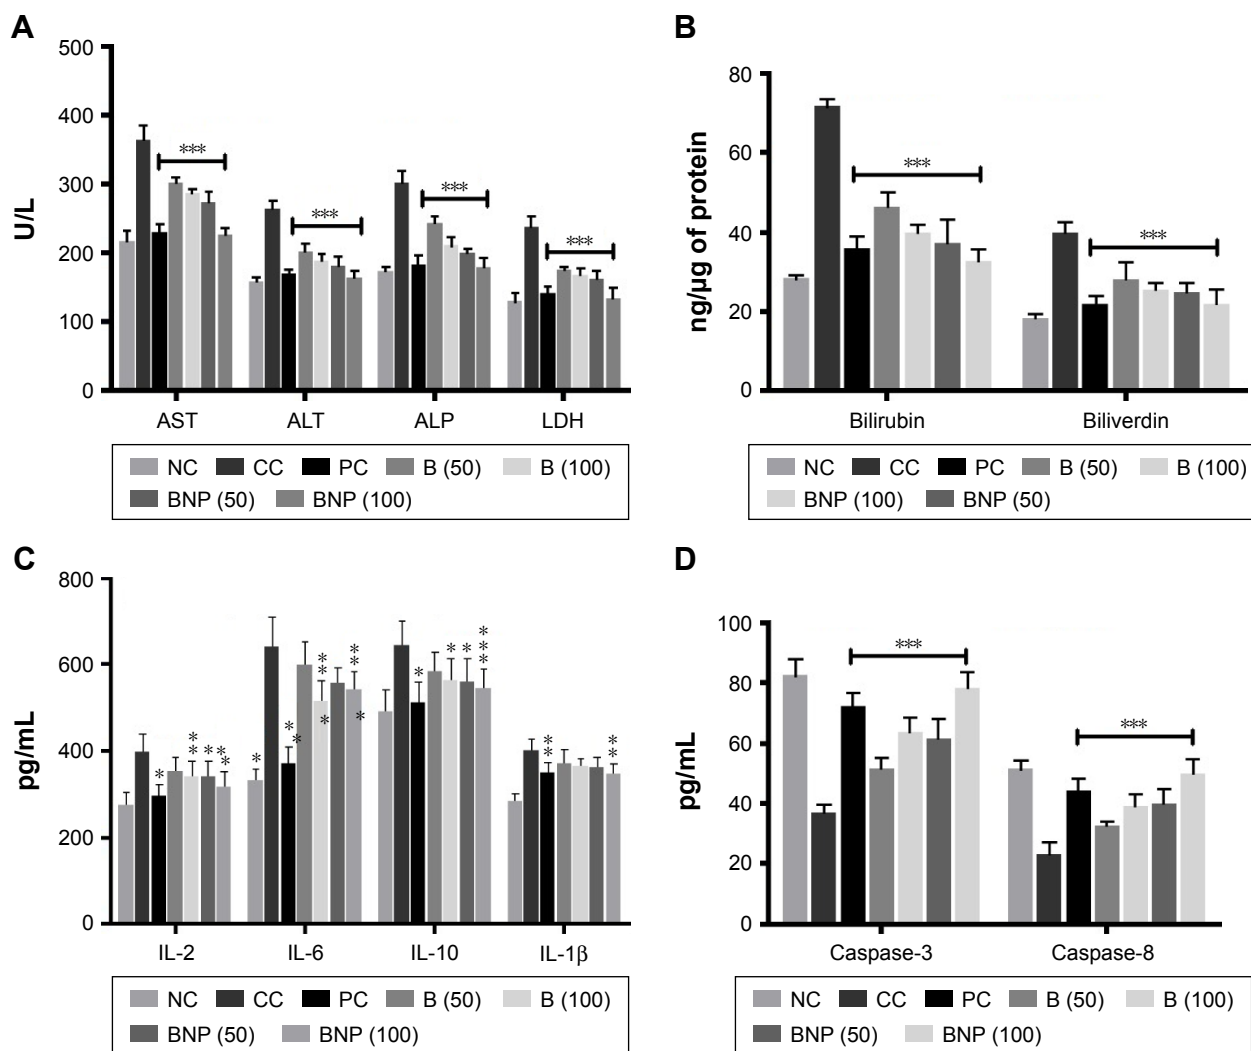 A
500
400
300
200
100
0
U/L
***
***
***
***
AST ALT ALP LDH
NC CC PC B (50) B (100)
BNP (50) BNP (100)
B
80
60
40
20
0
ng/µg of protein
***
***
Bilirubin Biliverdin
NC CC PC B (50) B (100)
BNP (100) BNP (50)
C
800
600
400
200
0
pg/mL
*
**
*
**
*
**
***
**
*
*
*
*
***
**
**
IL-2 IL-6 IL-10 IL-1β
NC CC PC B (50) B (100)
BNP (50) BNP (100)
D
100
80
60
40
20
0
pg/mL
***
***
Caspase-3 Caspase-8
NC CC PC B (50) B (100)
BNP (50) BNP (100)